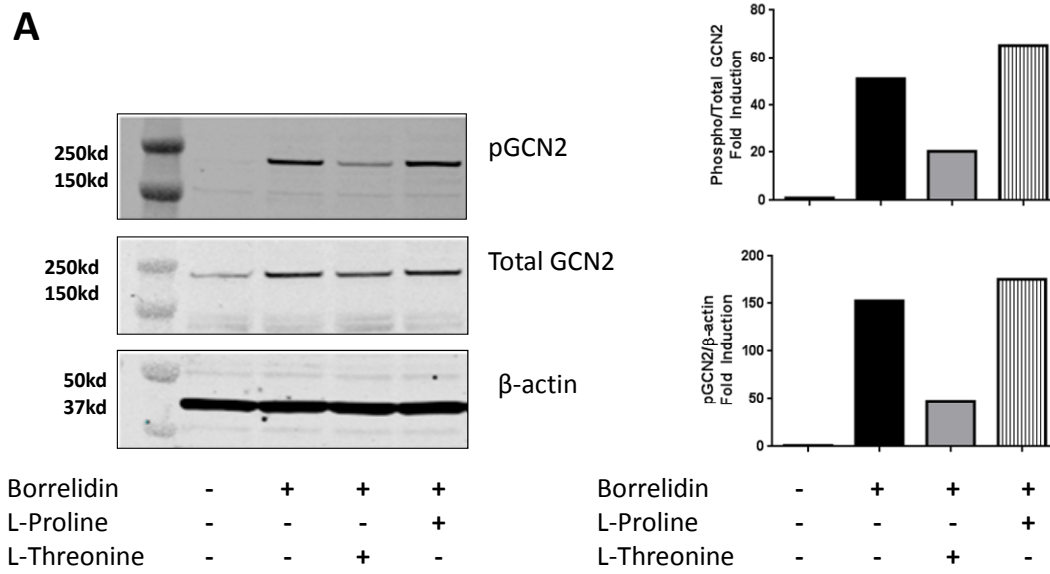 A
250kd
150kd
pGCN2
250kd
150kd
Total GCN2
50kd
37kd
β-actin
Borrelidin - + + +
L-Proline - - - +
L-Threonine - - + -
Phospho/Total GCN2
Fold Induction
80
60
40
20
0
pGCN2/β-actin
Fold Induction
200
150
100
50
0
Borrelidin - + + +
L-Proline - - - +
L-Threonine - - + -